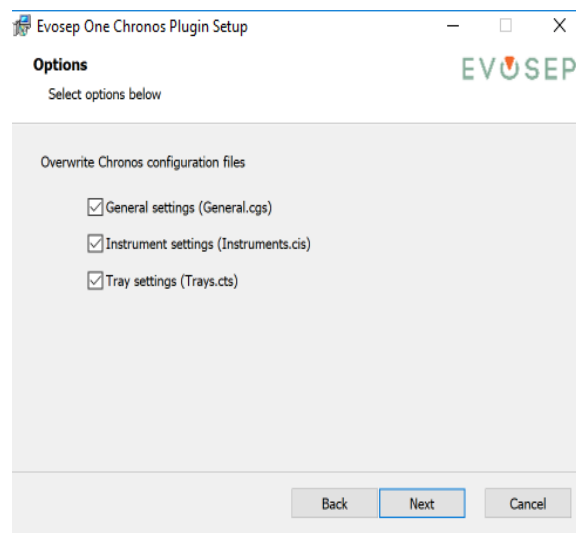 Evosep One Chronos Plugin Setup
Options
EVOSEP
Select options below
Overwrite Chronos configuration files
General settings (General.cgs)
Instrument settings (Instruments.cis)
Tray settings (Trays.cts)
Back Next Cancel